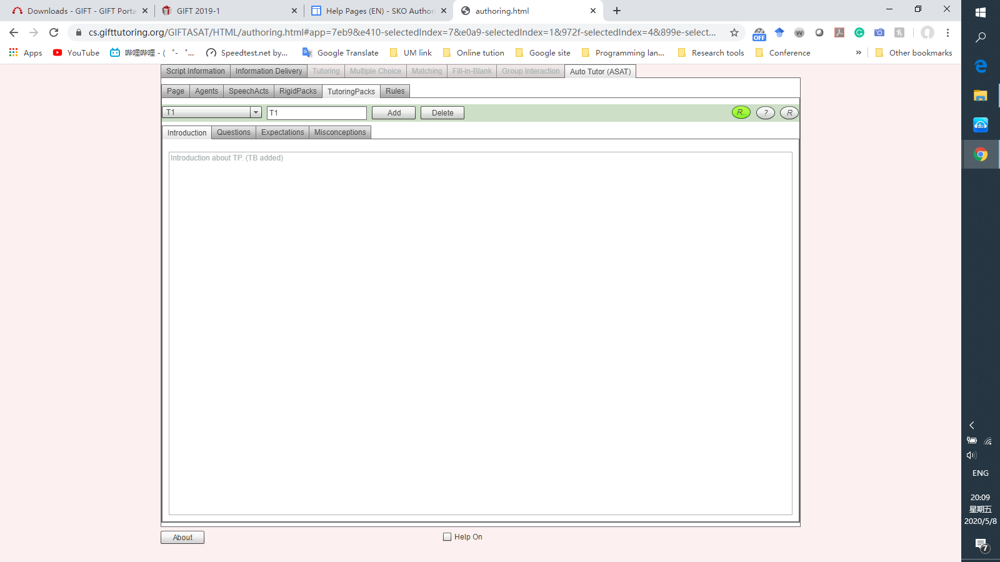 Downloads - GIFT - GIFT Porta
GIFT 2019-1
Help Pages (EN) - SKO Author
authoring.html
cs.gifttutoring.org/GIFTASAT/HTML/authoring.html#app=7eb9&e410-selectedIndex=7&e0a9-selectedIndex=1&972f-selectedIndex=4&899e-select...
OFF
Apps
YouTube
哔哩哔哩 - ( ゜- ゜...
Speedtest.net by...
Google Translate
UM link
Online tution
Google site
Programming lan...
Research tools
Conference
»
Other bookmarks
Script Information
Information Delivery
Tutoring
Multiple Choice
Matching
Fill-in-Blank
Group Interaction
Auto Tutor (ASAT)
Page
Agents
SpeechActs
RigidPacks
TutoringPacks
Rules
T1
T1
Add
Delete
R..
?
R
Introduction
Questions
Expectations
Misconceptions
Introduction about TP. (TB added)
About
Help On
ENG
20:09
星期五
2020/5/8
7